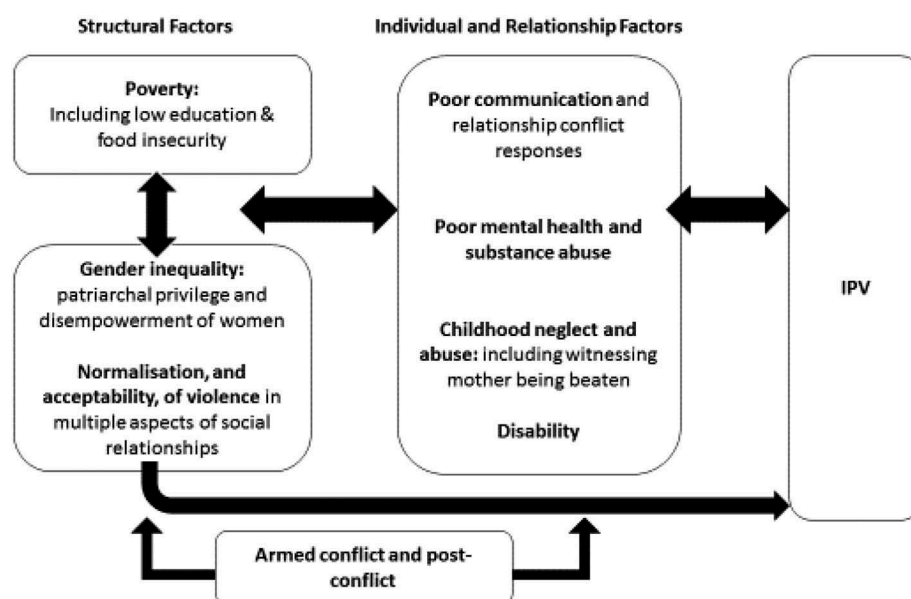 Structural Factors
Individual and Relationship Factors
Poverty:
Including low education &
food insecurity
Gender inequality:
patriarchal privilege and
disempowerment of women
Normalisation, and
acceptability, of violence in
multiple aspects of social
relationships
Poor communication and
relationship conflict
responses
Poor mental health and
substance abuse
Childhood neglect and
abuse: including witnessing
mother being beaten
Disability
IPV
Armed conflict and post-
conflict